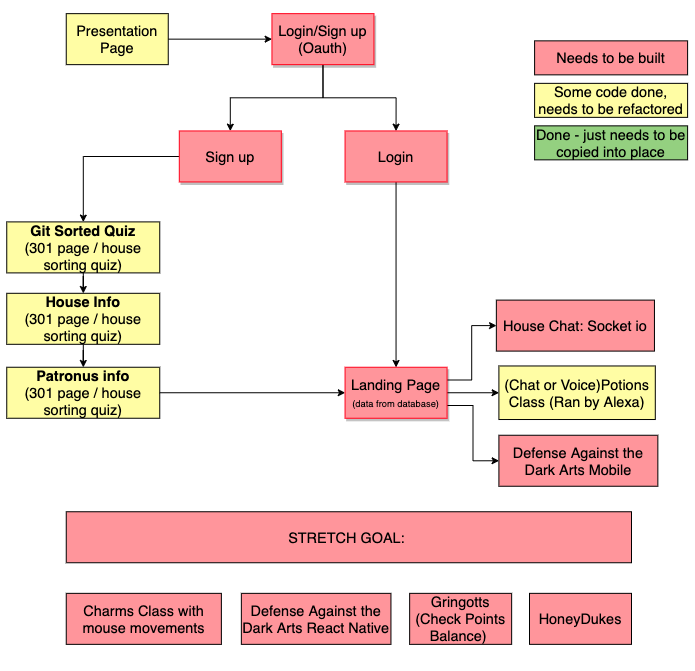 Presentation
Page
Login/Sign up
(Oauth)
Needs to be built
Some code done,
needs to be refactored
Done - just needs to be
copied into place
Sign up
Login
Git Sorted Quiz
(301 page / house
sorting quiz)
House Info
(301 page / house
sorting quiz)
Patronus info
(301 page / house
sorting quiz)
Landing Page
(data from database)
House Chat: Socket io
(Chat or Voice)Potions
Class (Ran by Alexa)
Defense Against the
Dark Arts Mobile
STRETCH GOAL:
Charms Class with
mouse movements
Defense Against the
Dark Arts React Native
Gringotts
(Check Points
Balance)
HoneyDukes